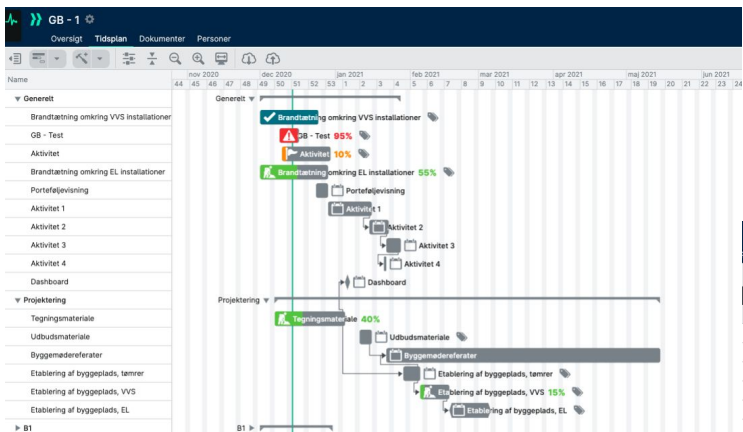 GB - 1
Oversigt Tidsplan Dokumenter Personer
Name
nov 2020 dec 2020 jan 2021 feb 2021 mar 2021 apr 2021 maj 2021 jun 2021
44 45 46 47 48 49 50 51 52 53 1 2 3 4 5 6 7 8 9 10 11 12 13 14 15 16 17 18 19 20 21 22 23 24
Generelt Generelt
Brandtætning omkring VVS installationer Brandtætning omkring VVS installationer
GB - Test GB - Test 95%
Aktivitet Aktivitet 10%
Brandtætning omkring EL installationer Brandtætning omkring EL installationer 55%
Porteføljevisning Porteføljevisning
Aktivitet 1 Aktivitet 1
Aktivitet 2 Aktivitet 2
Aktivitet 3 Aktivitet 3
Aktivitet 4 Aktivitet 4
Dashboard Dashboard
Projektering Projektering
Tegningsmateriale Tegningsmateriale 40%
Udbudsmateriale Udbudsmateriale
Byggemødereferater Byggemødereferater
Etablering af byggeplads, tømrer Etablering af byggeplads, tømrer
Etablering af byggeplads, VVS Etablering af byggeplads, VVS 15%
Etablering af byggeplads, EL Etablering af byggeplads, EL
B1 B1